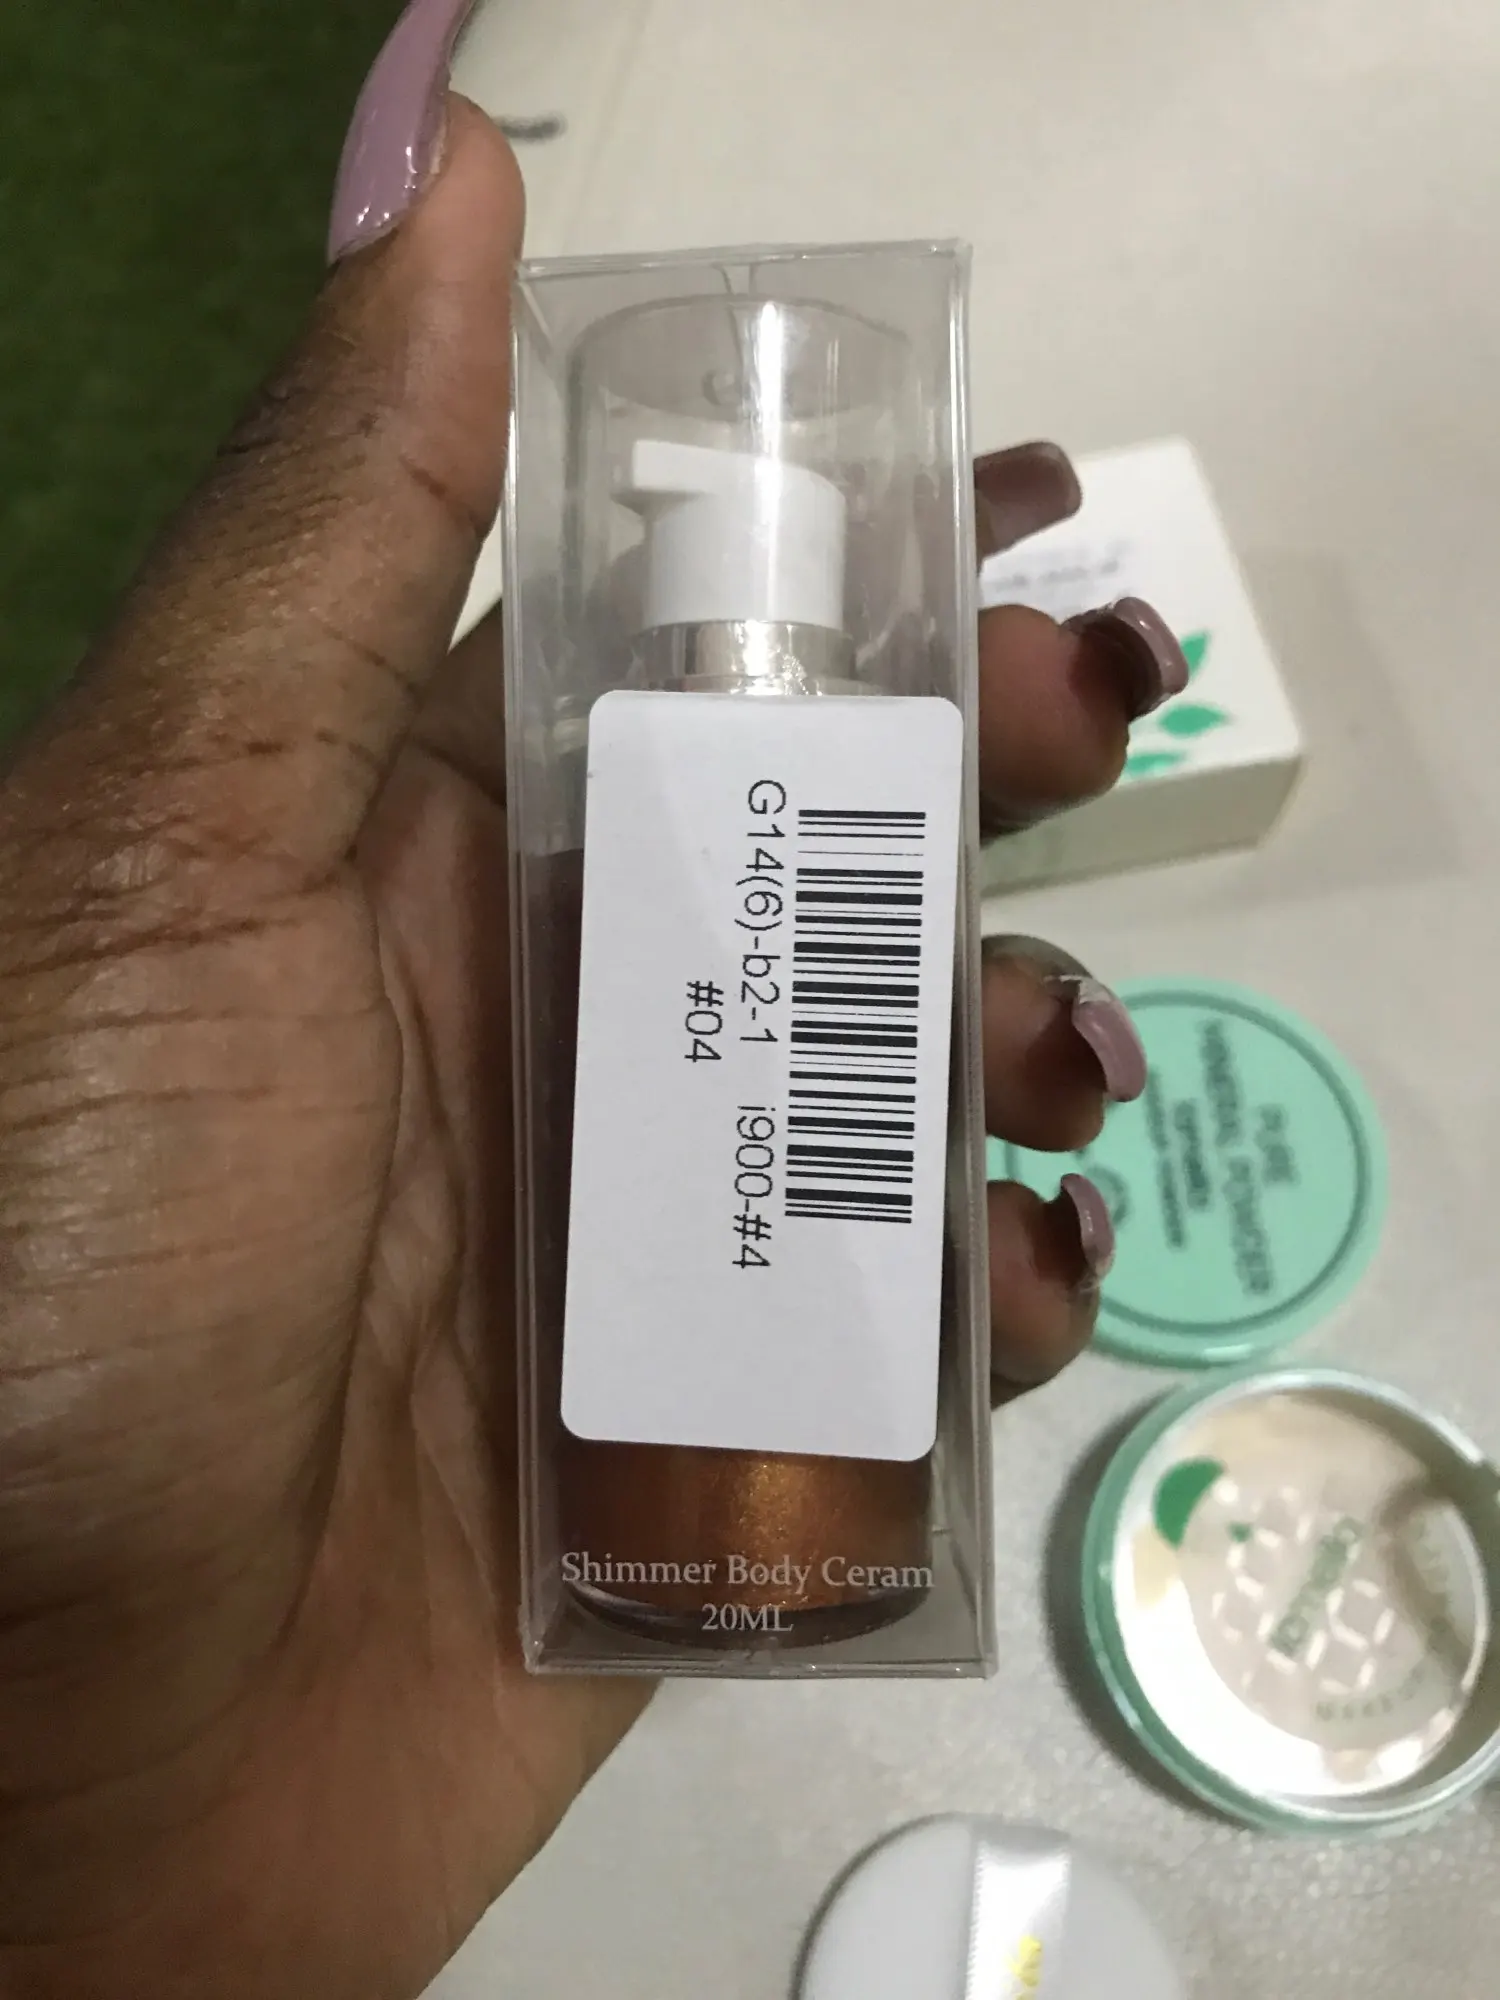 G14(6)-b2-1 i900-#4
#04
Shimmer Body Ceram
20ML
PURE
MINERAL POWDER